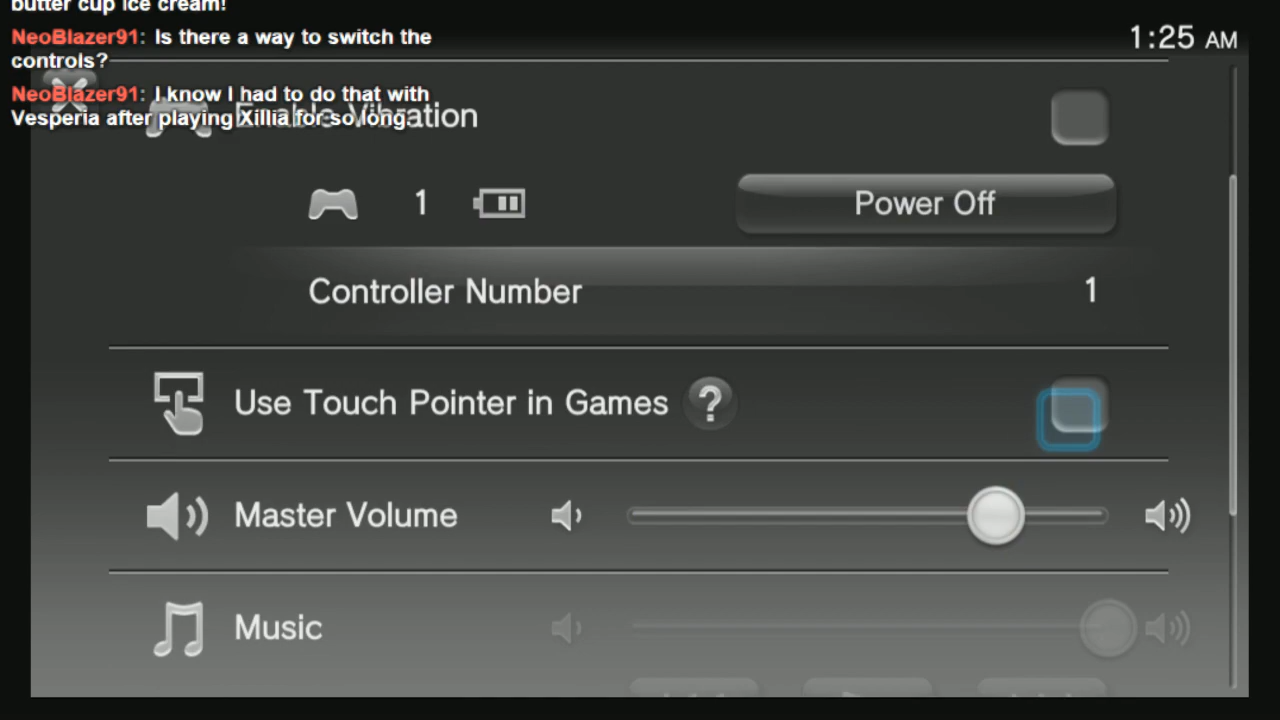 butter cup ice cream!
NeoBlazer91: Is there a way to switch the
controls?
NeoBlazer91: I know I had to do that with
Vesperia after playing Xillia for so long.
1:25 AM
Enable Vibration
1
Power Off
Controller Number 1
Use Touch Pointer in Games ?
Master Volume
Music